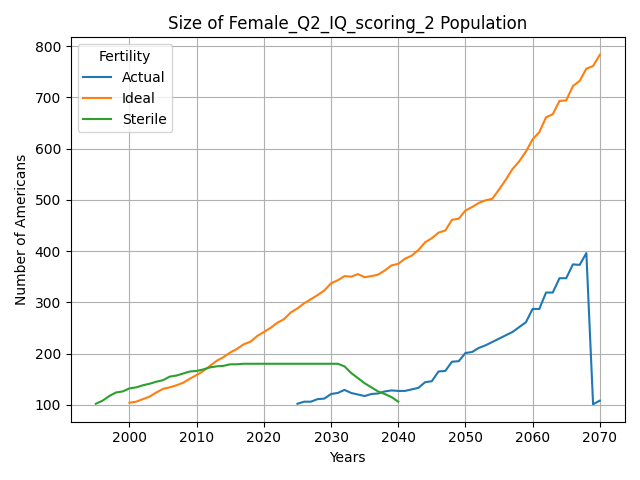 Size of Female_Q2_IQ_scoring_2 Population
Fertility
Actual
Ideal
Sterile
Number of Americans
800
700
600
500
400
300
200
100
2000 2010 2020 2030 2040 2050 2060 2070
Years